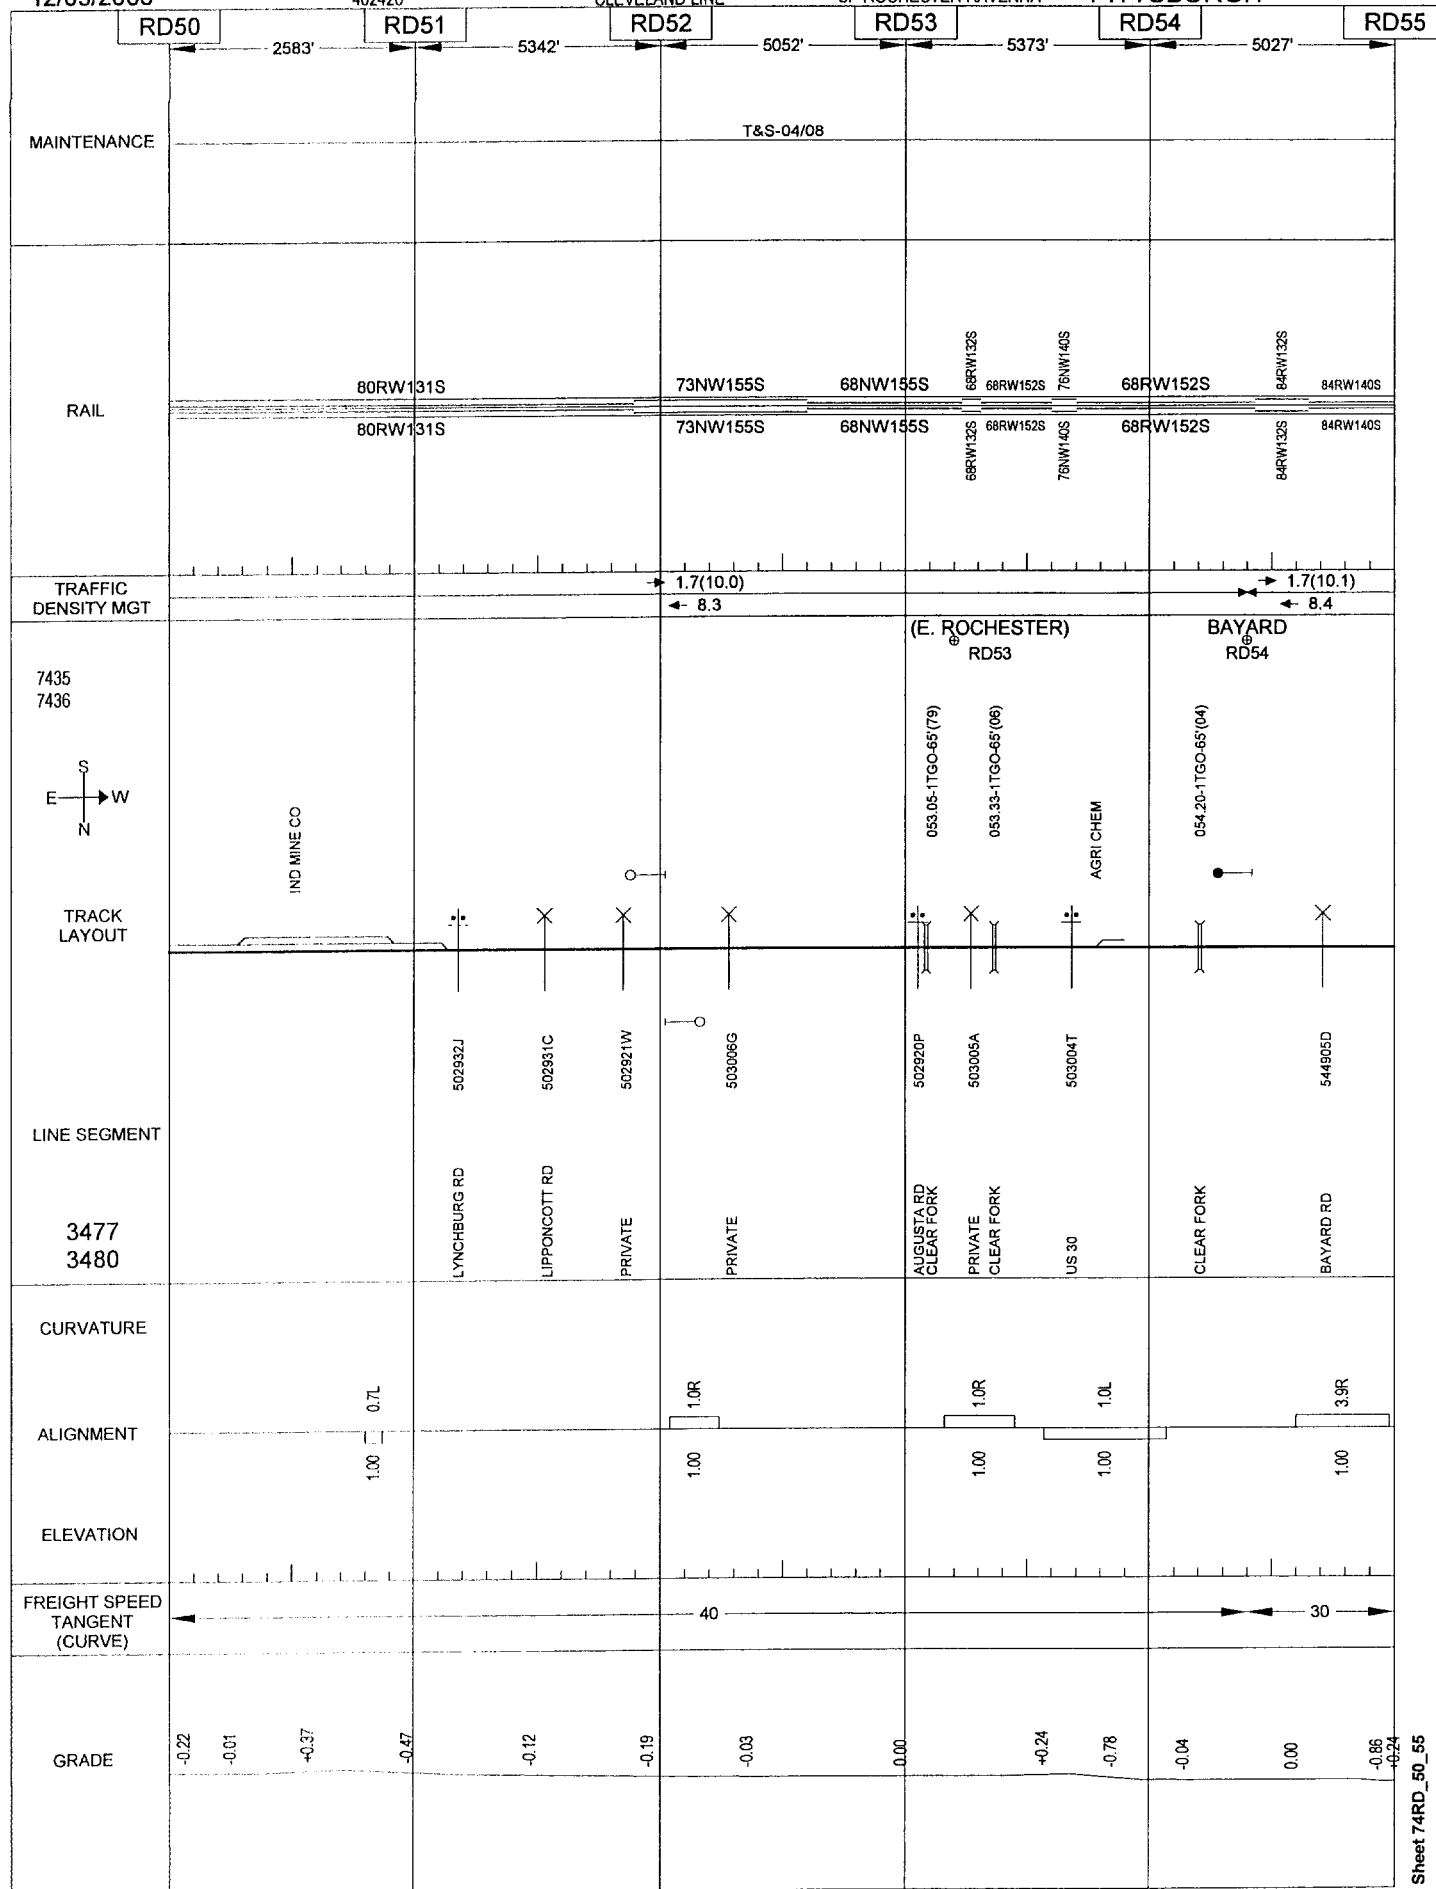 RD50 RD51 RD52 RD53 RD54 RD55
2583' 5342' 5052' 5373' 5027'
MAINTENANCE
T&S-04/08
RAIL
80RW131S 73NW155S 68NW155S 68RW132S 68RW152S 76NW140S 68RW152S 84RW132S 84RW140S
80RW131S 73NW155S 68NW155S 68RW132S 68RW152S 76NW140S 68RW152S 84RW132S 84RW140S
TRAFFIC
DENSITY MGT
1.7(10.0) 1.7(10.1)
8.3 8.4
(E. ROCHESTER) BAYARD
RD53 RD54
7435
7436
S
E W
N
053.05-1TGO-65'(79) 053.33-1TGO-65'(06) 054.20-1TGO-65'(04)
IND MINE CO AGRI CHEM
TRACK
LAYOUT
502932J 502931C 502921W 503006G 502920P 503005A 503004T 544905D
LINE SEGMENT
3477
3480
LYNCHBURG RD
LIPPONCOTT RD
PRIVATE
PRIVATE
AUGUSTA RD
CLEAR FORK
PRIVATE
CLEAR FORK
US 30
CLEAR FORK
BAYARD RD
CURVATURE
0.7L 1.0R 1.0R 1.0L 3.9R
ALIGNMENT
1.00 1.00 1.00 1.00 1.00
ELEVATION
FREIGHT SPEED
TANGENT
(CURVE)
40 30
GRADE
-0.22 -0.01 +0.37 -0.47 -0.12 -0.19 -0.03 0.00 +0.24 -0.78 -0.04 0.00 -0.86 +0.24
Sheet 74RD_50_55